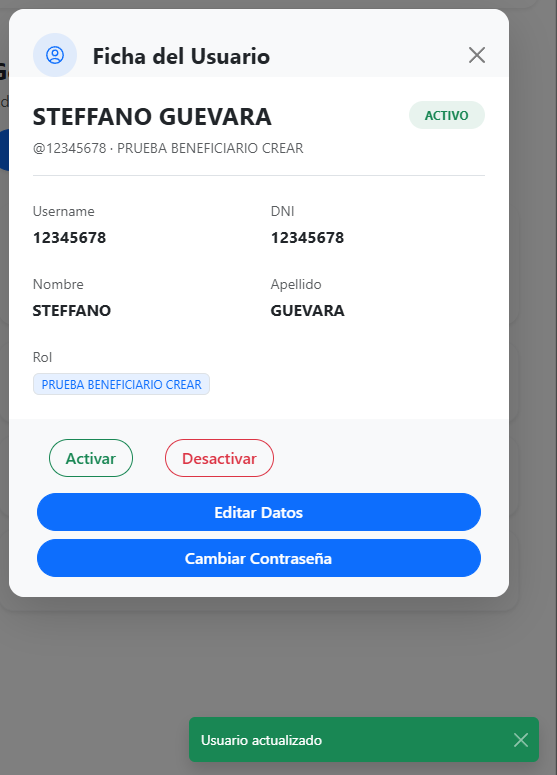 Ficha del Usuario
STEFFANO GUEVARA
ACTIVO
@12345678 · PRUEBA BENEFICIARIO CREAR
Username
DNI
12345678
12345678
Nombre
Apellido
STEFFANO
GUEVARA
Rol
PRUEBA BENEFICIARIO CREAR
Activar
Desactivar
Editar Datos
Cambiar Contraseña
Usuario actualizado